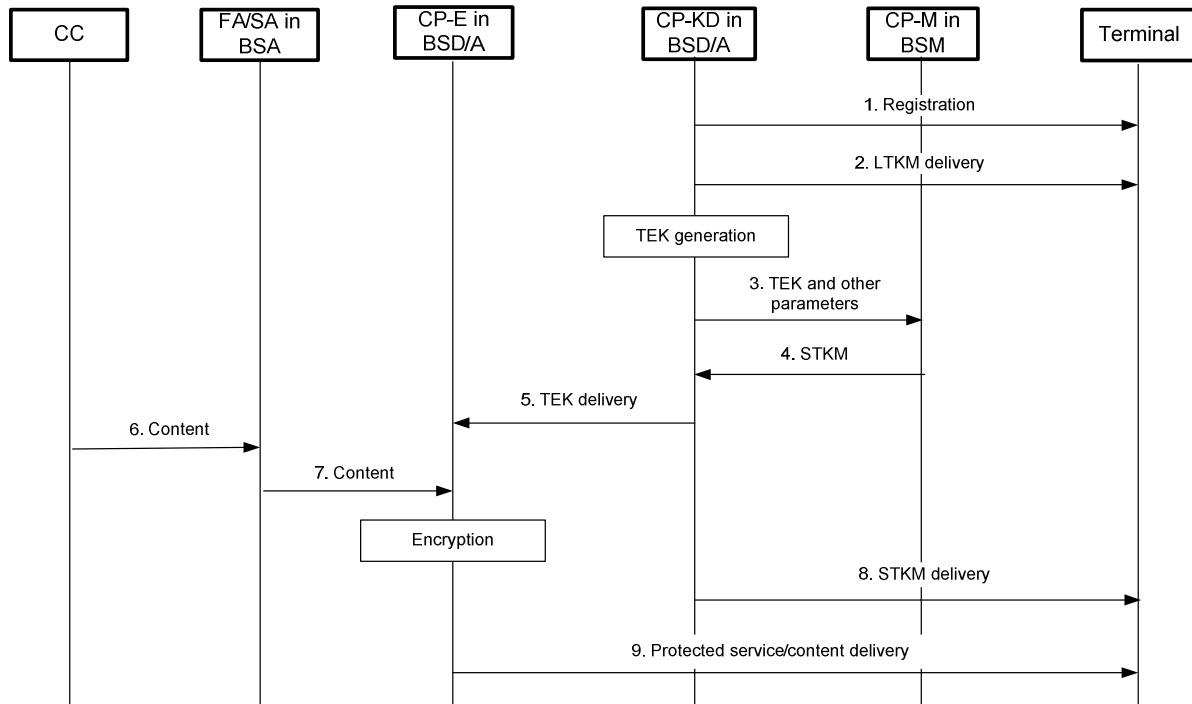 CC
FA/SA in
BSA
CP-E in
BSD/A
CP-KD in
BSD/A
CP-M in
BSM
Terminal
1. Registration
2. LTKM delivery
TEK generation
3. TEK and other
parameters
4. STKM
5. TEK delivery
6. Content
7. Content
Encryption
8. STKM delivery
9. Protected service/content delivery